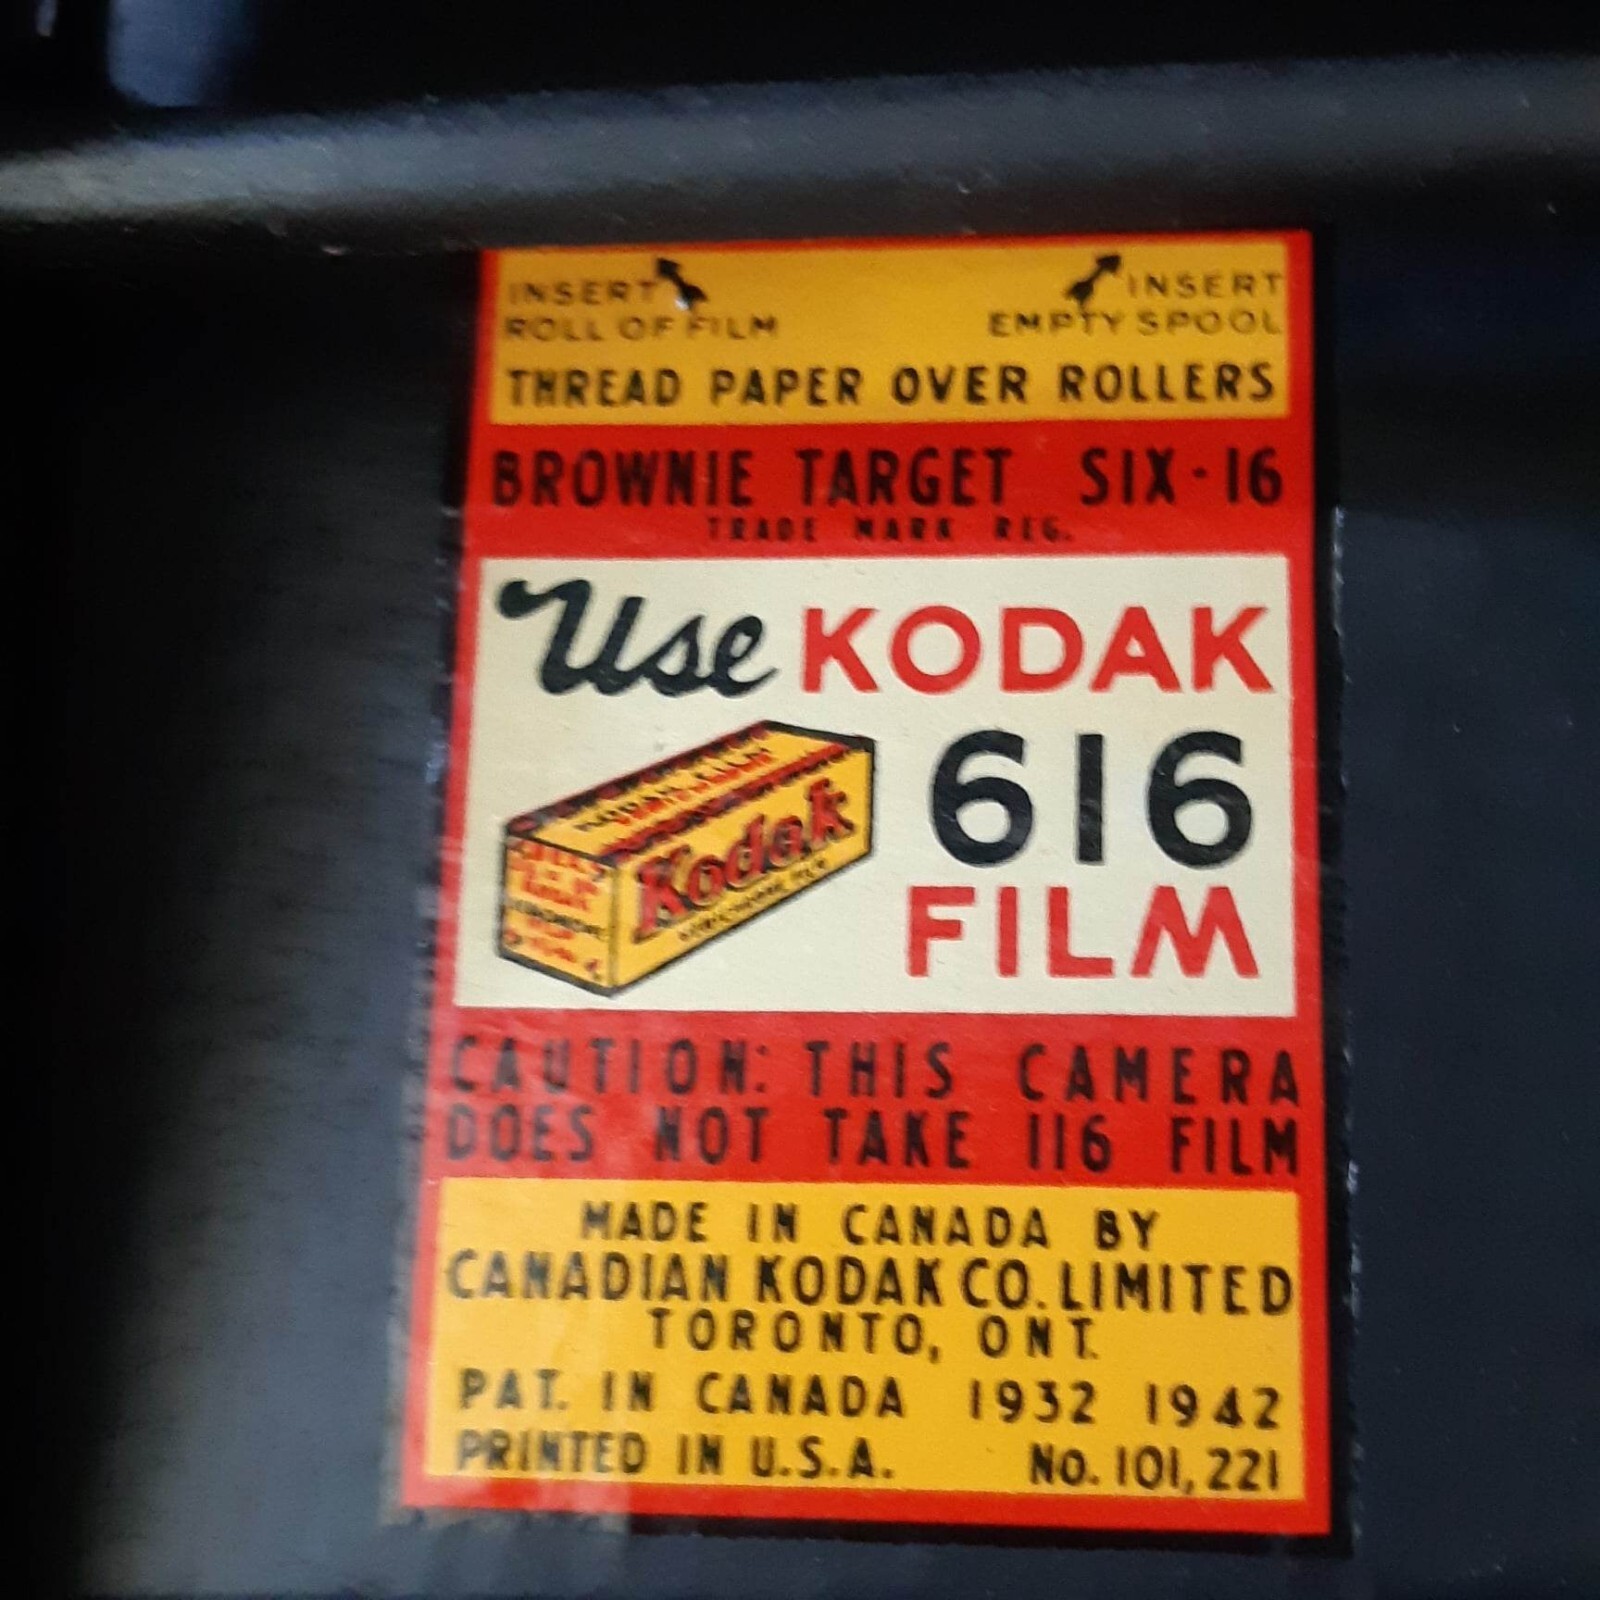 INSERT INSERT
ROLL OF FILM EMPTY SPOOL
THREAD PAPER OVER ROLLERS
BROWNIE TARGET SIX-16
TRADE MARK REG.
Use KODAK
616
FILM
Kodak
CAUTION: THIS CAMERA
DOES NOT TAKE 116 FILM
MADE IN CANADA BY
CANADIAN KODAK CO. LIMITED
TORONTO, ONT.
PAT. IN CANADA 1932 1942
PRINTED IN U.S.A. No. 101,221